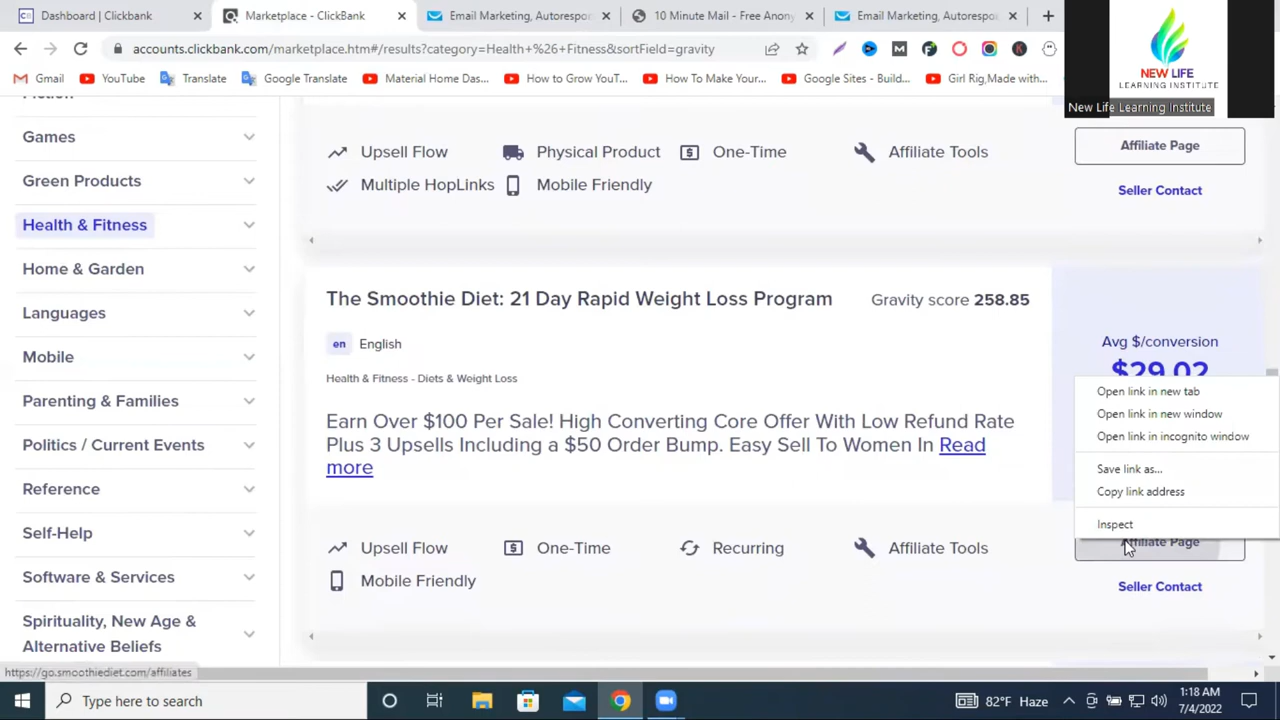 Dashboard | Clickbank
Marketplace - ClickBank
Email Marketing, Autorespor
10 Minute Mail - Free Anony
Email Marketing, Autorespor
accounts.clickbank.com/marketplace.htm#/results?category=Health+%26+Fitness&sortField=gravity
Gmail
YouTube
Translate
Google Translate
Material Home Das...
How to Grow YouT...
How To Make Your...
Google Sites - Build...
Girl Rig,Made with...
NEW LIFE
LEARNING INSTITUTE
New Life Learning Institute
Fiction
Games
Green Products
Health & Fitness
Home & Garden
Languages
Mobile
Parenting & Families
Politics / Current Events
Reference
Self-Help
Software & Services
Spirituality, New Age &
Alternative Beliefs
Upsell Flow
Physical Product
One-Time
Affiliate Tools
Multiple HopLinks
Mobile Friendly
Affiliate Page
Seller Contact
The Smoothie Diet: 21 Day Rapid Weight Loss Program
Gravity score 258.85
en English
Health & Fitness - Diets & Weight Loss
Earn Over $100 Per Sale! High Converting Core Offer With Low Refund Rate
Plus 3 Upsells Including a $50 Order Bump. Easy Sell To Women In Read
more
Avg $/conversion
$29.02
Open link in new tab
Open link in new window
Open link in incognito window
Save link as...
Copy link address
Inspect
Affiliate Page
Seller Contact
Upsell Flow
One-Time
Recurring
Affiliate Tools
Mobile Friendly
https://go.smoothiediet.com/affiliates
Type here to search
82°F Haze
1:18 AM
7/4/2022